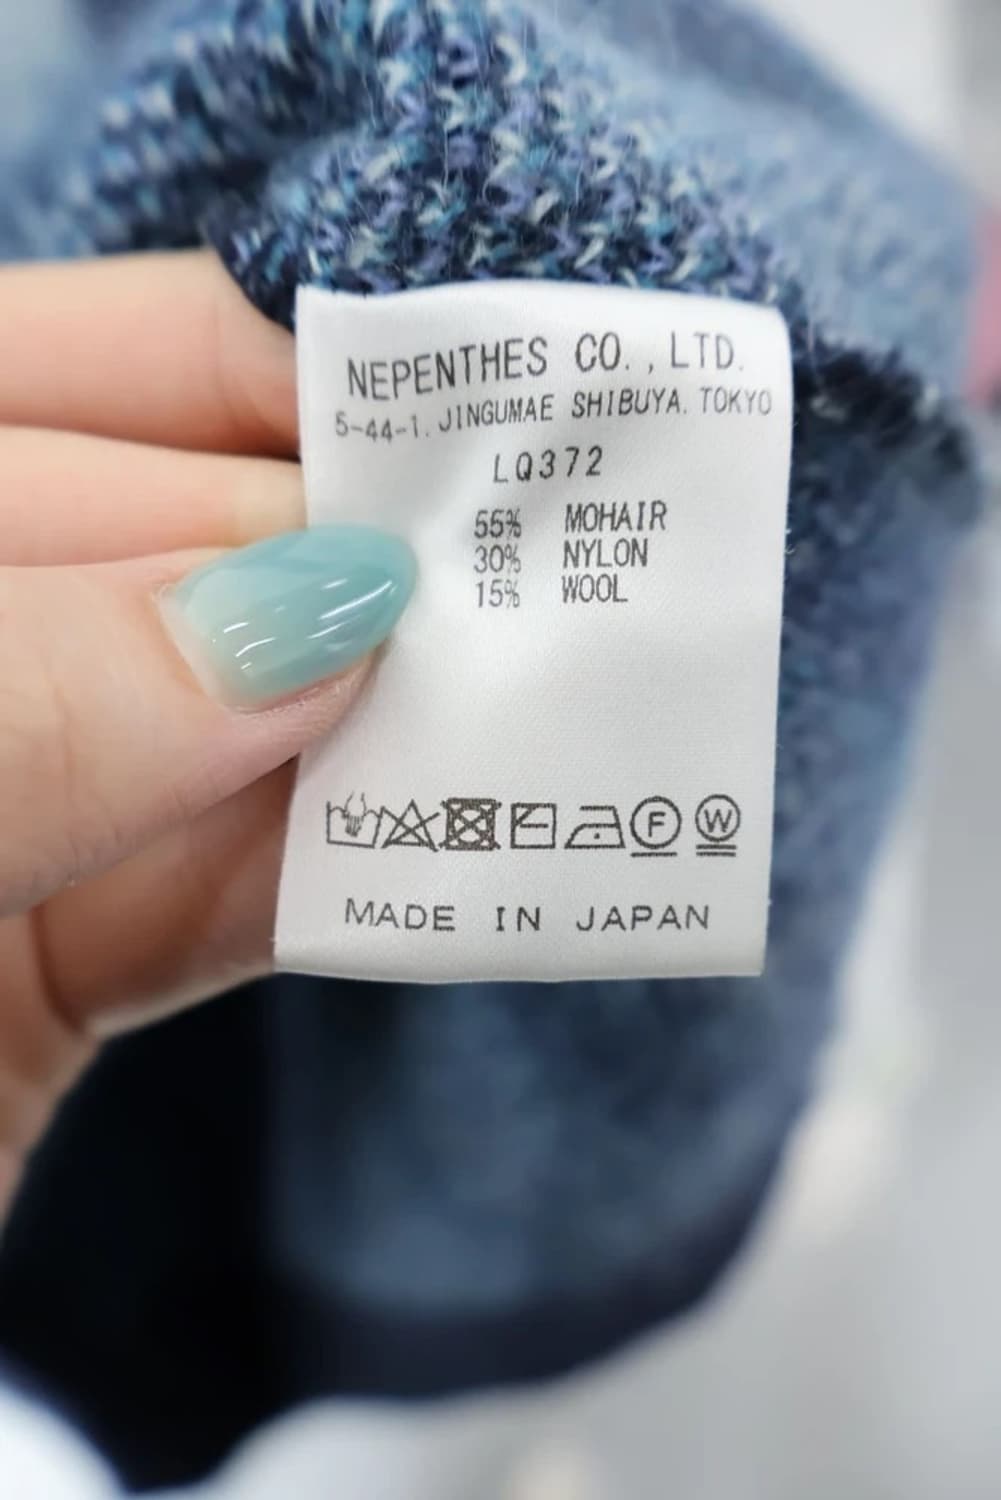 NEPENTHES CO., LTD.
5-44-1. JINGUMAE SHIBUYA. TOKYO
LQ372
55% MOHAIR
30% NYLON
15% WOOL
F W
MADE IN JAPAN